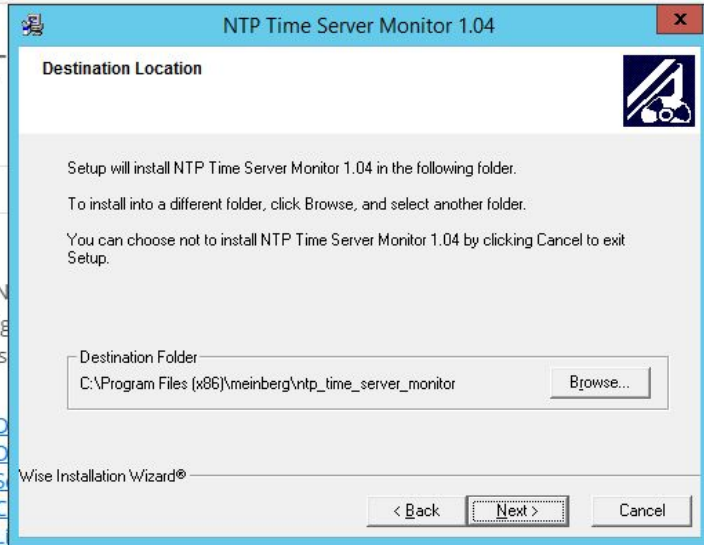 NTP Time Server Monitor 1.04
x
Destination Location
Setup will install NTP Time Server Monitor 1.04 in the following folder.
To install into a different folder, click Browse, and select another folder.
You can choose not to install NTP Time Server Monitor 1.04 by clicking Cancel to exit
Setup.
Destination Folder
C:\Program Files (x86)\meinberg\ntp_time_server_monitor
Browse...
Wise Installation Wizard®
< Back
Next >
Cancel